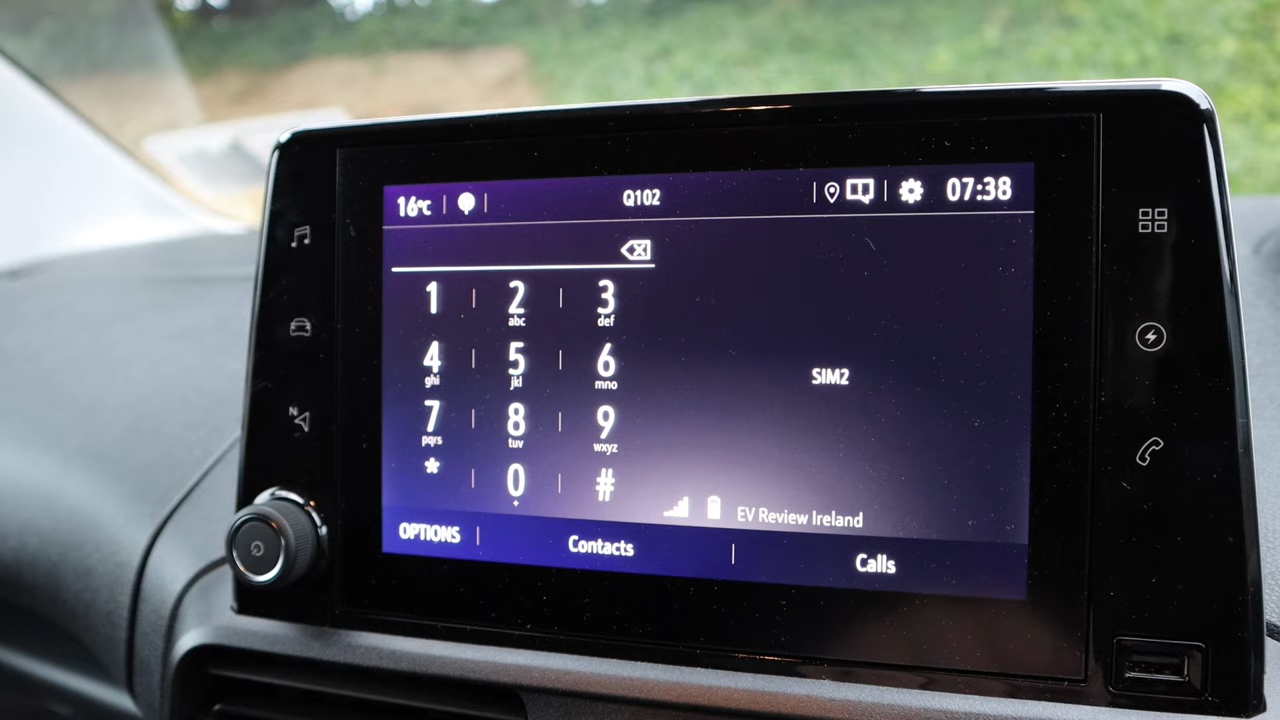 16°C Q102 07:38
1 2 3
abc def
4 5 6
ghi jkl mno
7 8 9
pqrs tuv wxyz
* 0 #
+
SIM2
EV Review Ireland
OPTIONS Contacts Calls
N